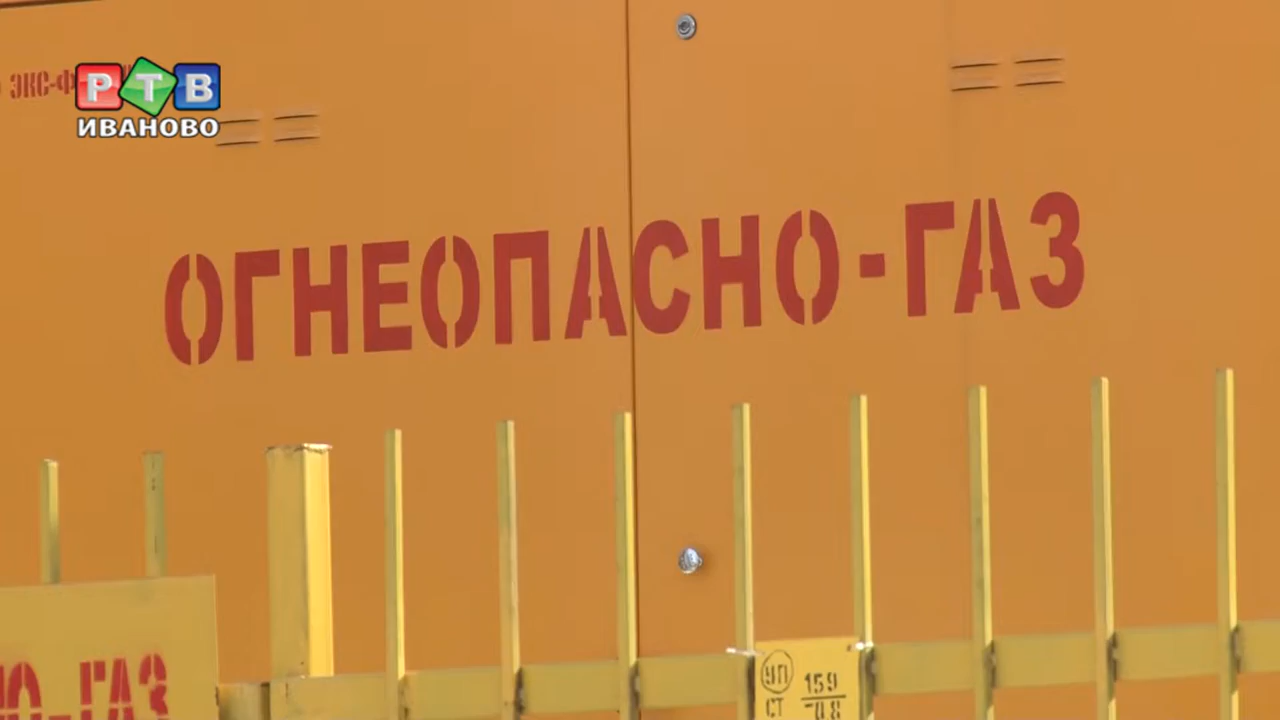 РТВ
ИВАНОВО
ОГНЕОПАСНО-ГАЗ
-ГАЗ
УП
159
СТ